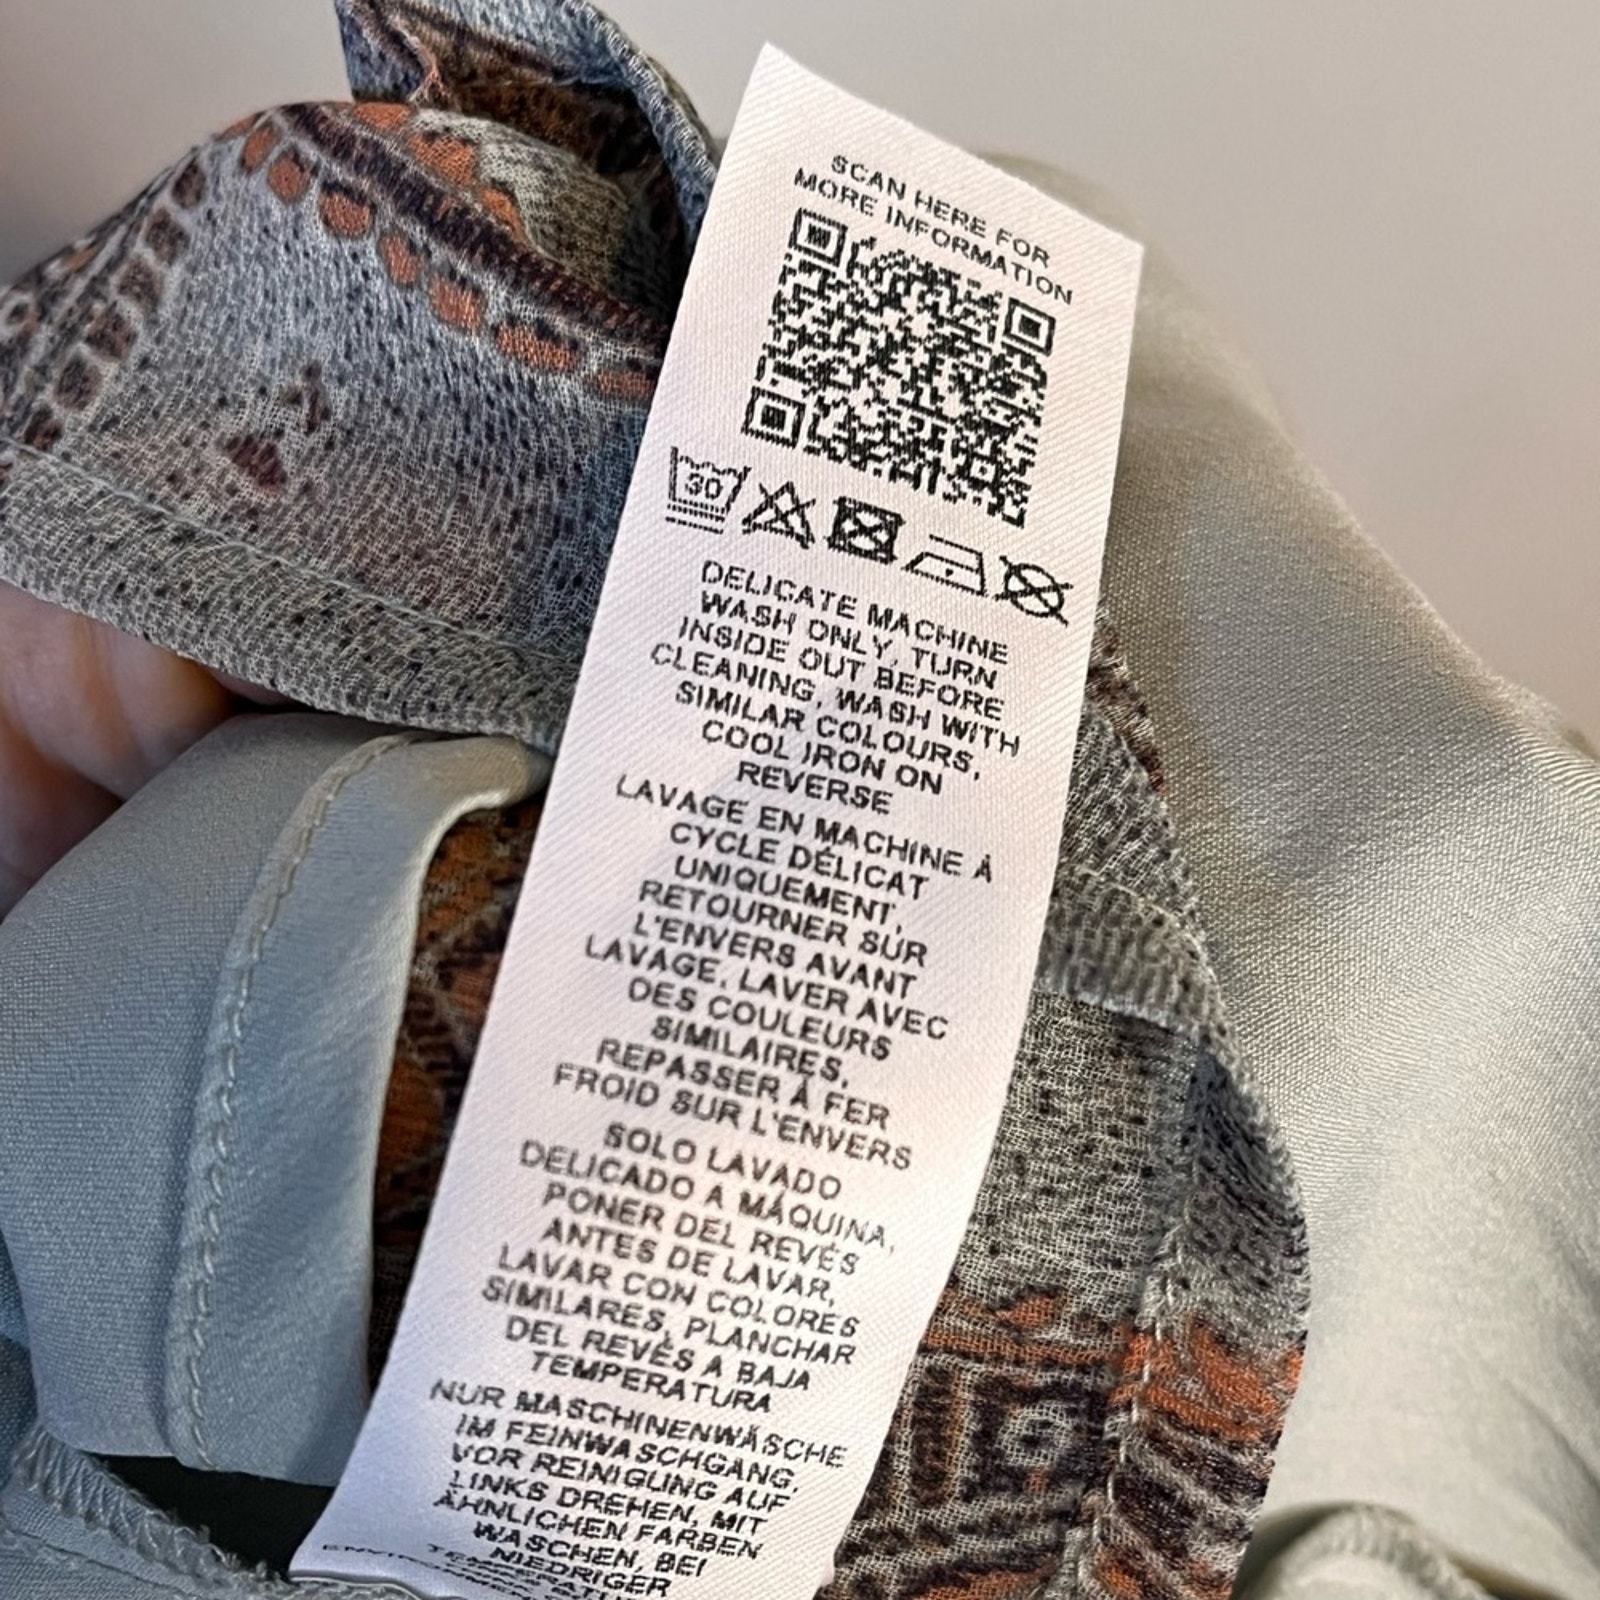 SCAN HERE FOR
MORE INFORMATION
30
DELICATE MACHINE
WASH ONLY, TURN
INSIDE OUT BEFORE
CLEANING, WASH WITH
SIMILAR COLOURS,
COOL IRON ON
REVERSE
LAVAGE EN MACHINE À
CYCLE DÉLICAT
UNIQUEMENT,
RETOURNER SUR
L'ENVERS AVANT
LAVAGE, LAVER AVEC
DES COULEURS
SIMILAIRES,
REPASSER À FER
FROID SUR L'ENVERS
SOLO LAVADO
DELICADO A MÁQUINA,
PONER DEL REVÉS
ANTES DE LAVAR,
LAVAR CON COLORES
SIMILARES, PLANCHAR
DEL REVÉS A BAJA
TEMPERATURA
NUR MASCHINENWÄSCHE
IM FEINWASCHGANG,
VOR REINIGUNG AUF
LINKS DREHEN, MIT
ÄHNLICHEN FARBEN
WASCHEN, BEI
NIEDRIGER